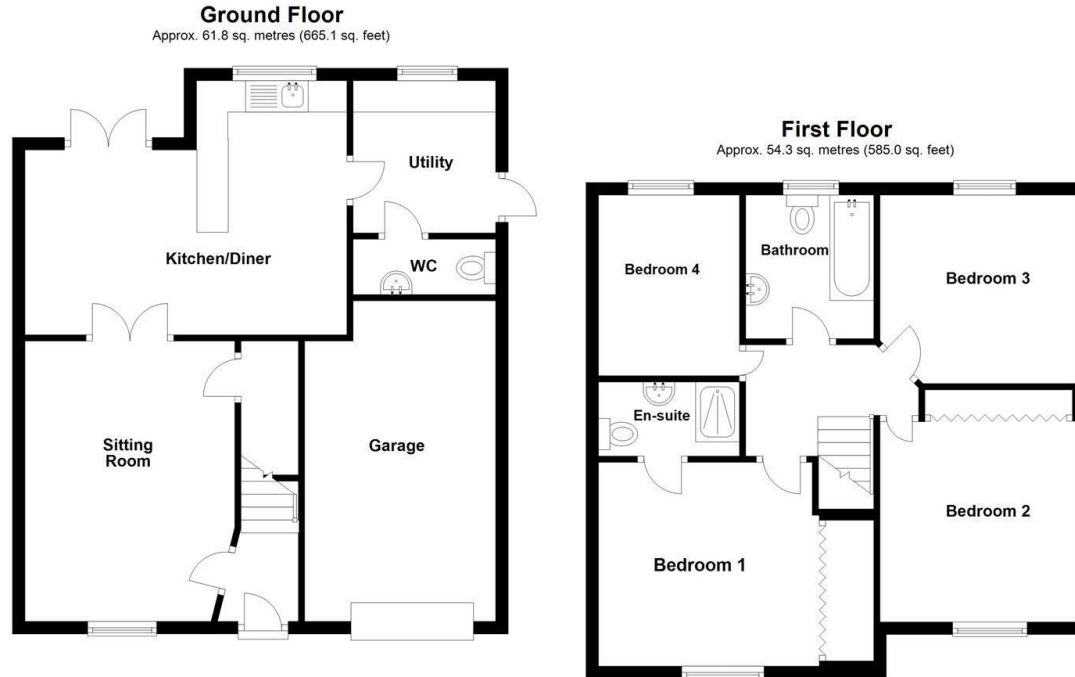 Ground Floor
Approx. 61.8 sq. metres (665.1 sq. feet)
Utility
WC
Kitchen/Diner
Sitting
Room
Garage
First Floor
Approx. 54.3 sq. metres (585.0 sq. feet)
Bathroom
Bedroom 4
Bedroom 3
En-suite
Bedroom 2
Bedroom 1